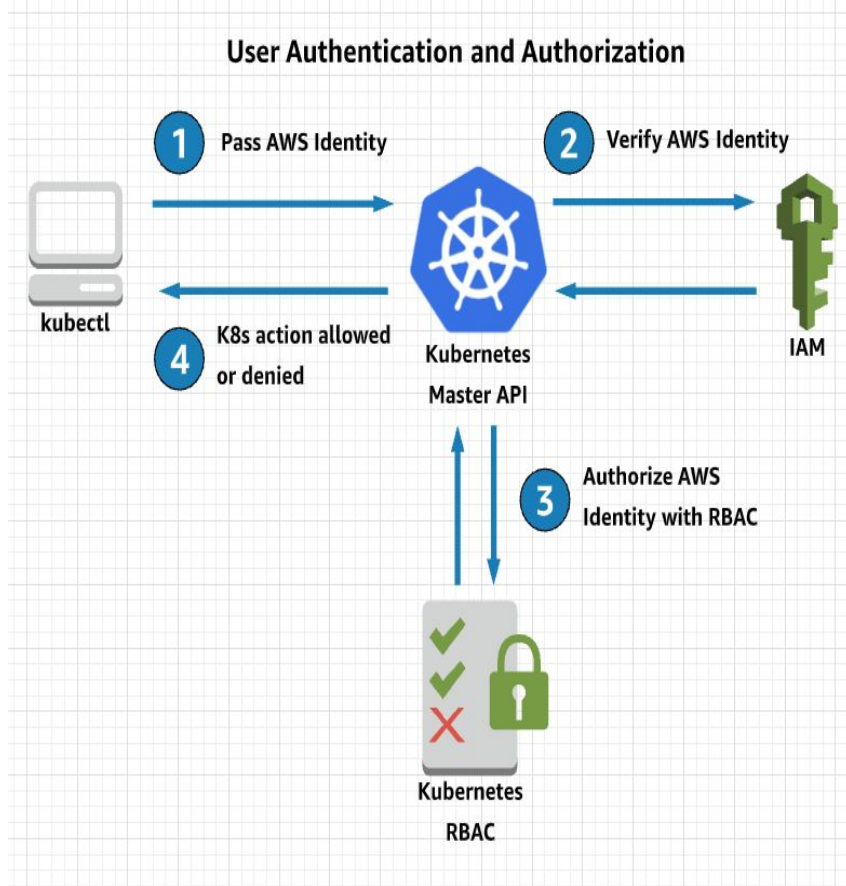 User Authentication and Authorization
1
Pass AWS Identity
2
Verify AWS Identity
kubectl
4
K8s action allowed
or denied
Kubernetes
Master API
IAM
3
Authorize AWS
Identity with RBAC
Kubernetes
RBAC